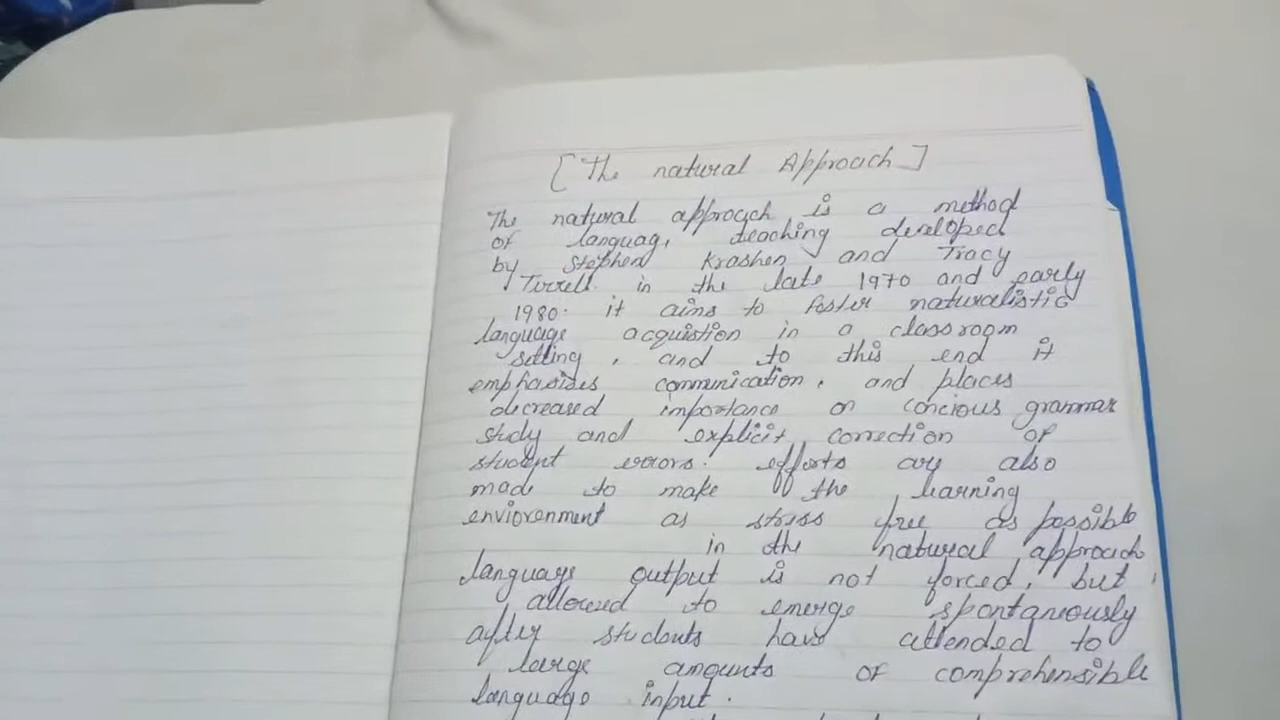 [The natural Approach]
The natural approach is a method
of languag, teaching developed
by Stephen Krashen and Tracy
Terrell in the late 1970 and early
1980. it aims to foster naturalistic
language acquistion in a classroom
setting, and to this end it
emphasises communication, and places
decreased importance on concious grammar
study and explicit correction of
student errors. efforts are also
made to make the learning
enviorenment as stress free as possible
in the natural approach
language output is not forced, but
allowed to emerge spontaneously
after students have attended to
large amounts of comprehensible
language input.